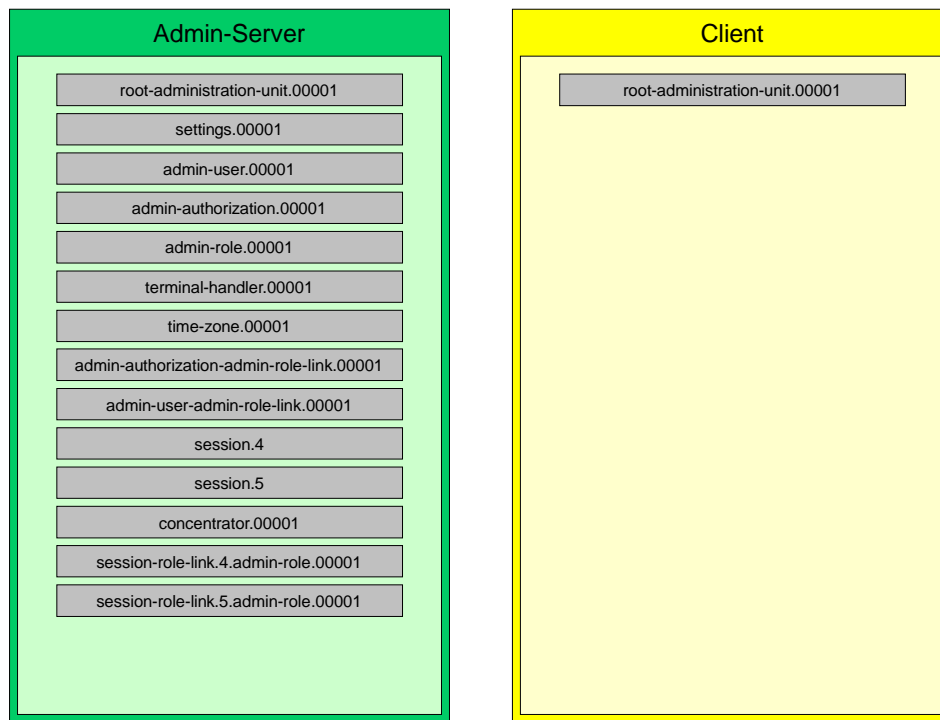 Admin-Server
root-administration-unit.00001
settings.00001
admin-user.00001
admin-authorization.00001
admin-role.00001
terminal-handler.00001
time-zone.00001
admin-authorization-admin-role-link.00001
admin-user-admin-role-link.00001
session.4
session.5
concentrator.00001
session-role-link.4.admin-role.00001
session-role-link.5.admin-role.00001
Client
root-administration-unit.00001